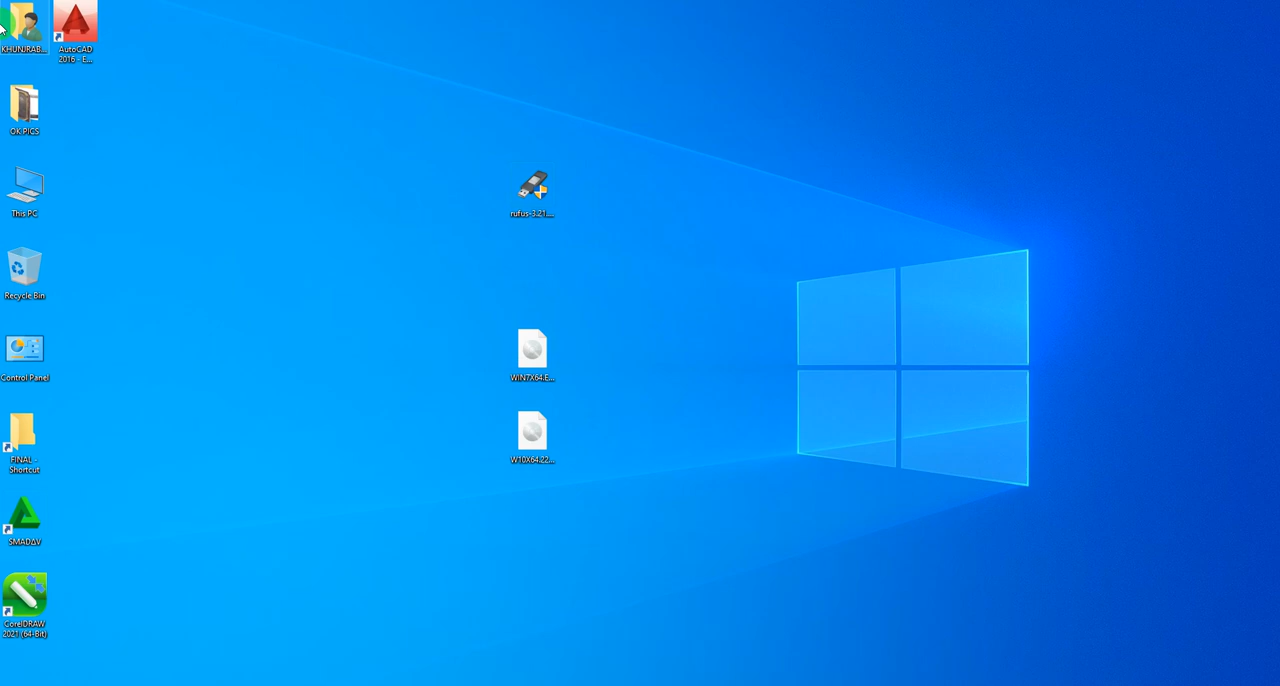 KHUNJRAB...
AutoCAD
2016 - E...
OK PICS
This PC
Recycle Bin
Control Panel
FINAL -
Shortcut
SMADΔV
CorelDRAW
2021 (64-Bit)
rufus-3.21....
WIN7X64.E...
W10X64.22...